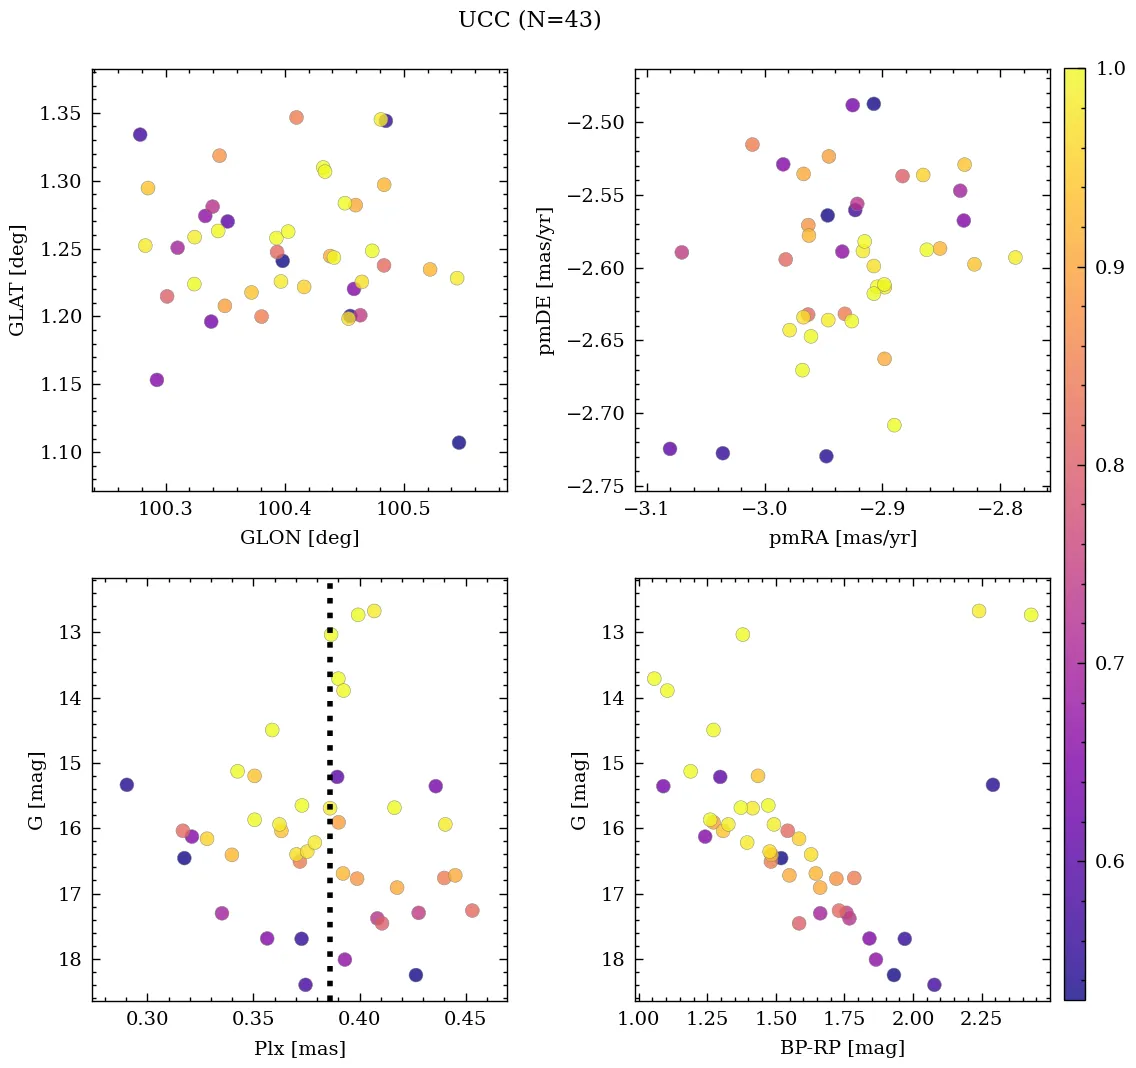 UCC (N=43)
1.35
1.30
1.25
1.20
1.15
1.10
GLAT [deg]
100.3 100.4 100.5
GLON [deg]
−2.50
−2.55
−2.60
−2.65
−2.70
−2.75
pmDE [mas/yr]
−3.1 −3.0 −2.9 −2.8
pmRA [mas/yr]
13
14
15
16
17
18
G [mag]
0.30 0.35 0.40 0.45
Plx [mas]
13
14
15
16
17
18
G [mag]
1.00 1.25 1.50 1.75 2.00 2.25
BP-RP [mag]
1.0
0.9
0.8
0.7
0.6